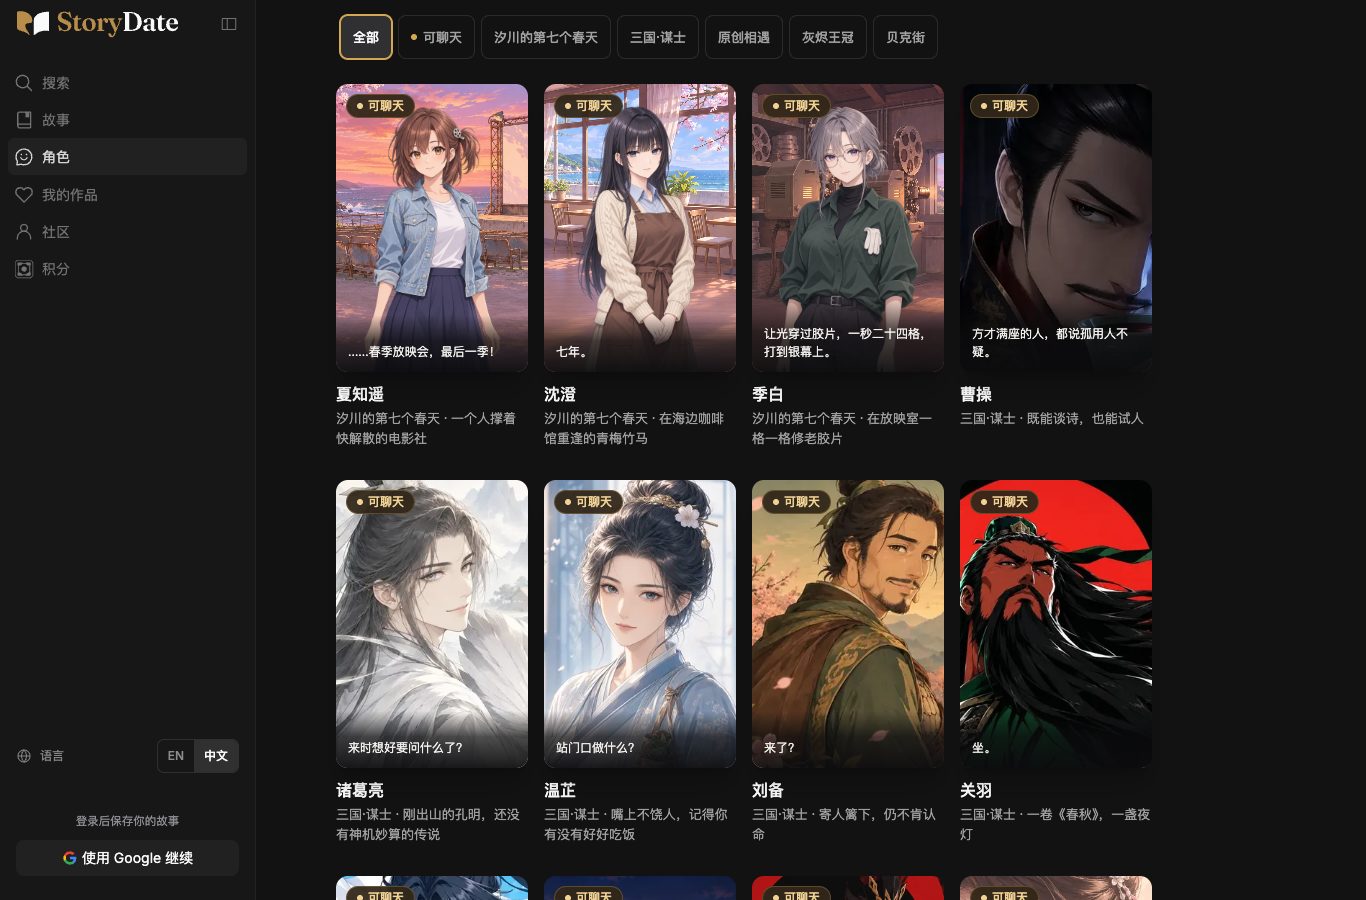 StoryDate
搜索
故事
角色
我的作品
社区
积分
语言
EN
中文
登录后保存你的故事
使用 Google 继续
全部
可聊天
汐川的第七个春天
三国·谋士
原创相遇
灰烬王冠
贝克街
可聊天
……春季放映会，最后一季！
夏知遥
汐川的第七个春天 · 一个人撑着
快解散的电影社
可聊天
七年。
沈澄
汐川的第七个春天 · 在海边咖啡
馆重逢的青梅竹马
可聊天
让光穿过胶片，一秒二十四格，
打到银幕上。
季白
汐川的第七个春天 · 在放映室一
格一格修老胶片
可聊天
方才满座的人，都说孤用人不
疑。
曹操
三国·谋士 · 既能谈诗，也能试人
可聊天
来时想好要问什么了？
诸葛亮
三国·谋士 · 刚出山的孔明，还没
有神机妙算的传说
可聊天
站门口做什么？
温芷
三国·谋士 · 嘴上不饶人，记得你
有没有好好吃饭
可聊天
来了？
刘备
三国·谋士 · 寄人篱下，仍不肯认
命
可聊天
坐。
关羽
三国·谋士 · 一卷《春秋》，一盏夜
灯
可聊天
可聊天
可聊天
可聊天